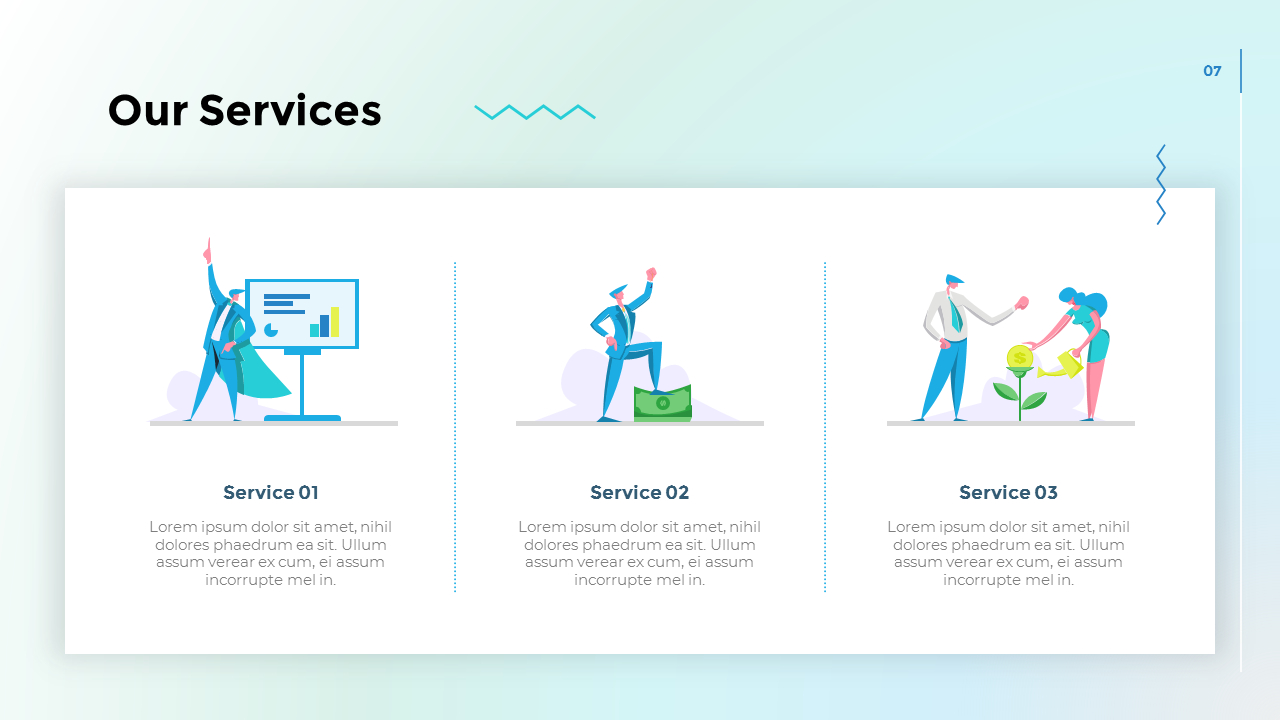 07
Our Services
Service 01
Lorem ipsum dolor sit amet, nihil
dolores phaedrum ea sit. Ullum
assum verear ex cum, ei assum
incorrupte mel in.
Service 02
Lorem ipsum dolor sit amet, nihil
dolores phaedrum ea sit. Ullum
assum verear ex cum, ei assum
incorrupte mel in.
$
Service 03
Lorem ipsum dolor sit amet, nihil
dolores phaedrum ea sit. Ullum
assum verear ex cum, ei assum
incorrupte mel in.
$